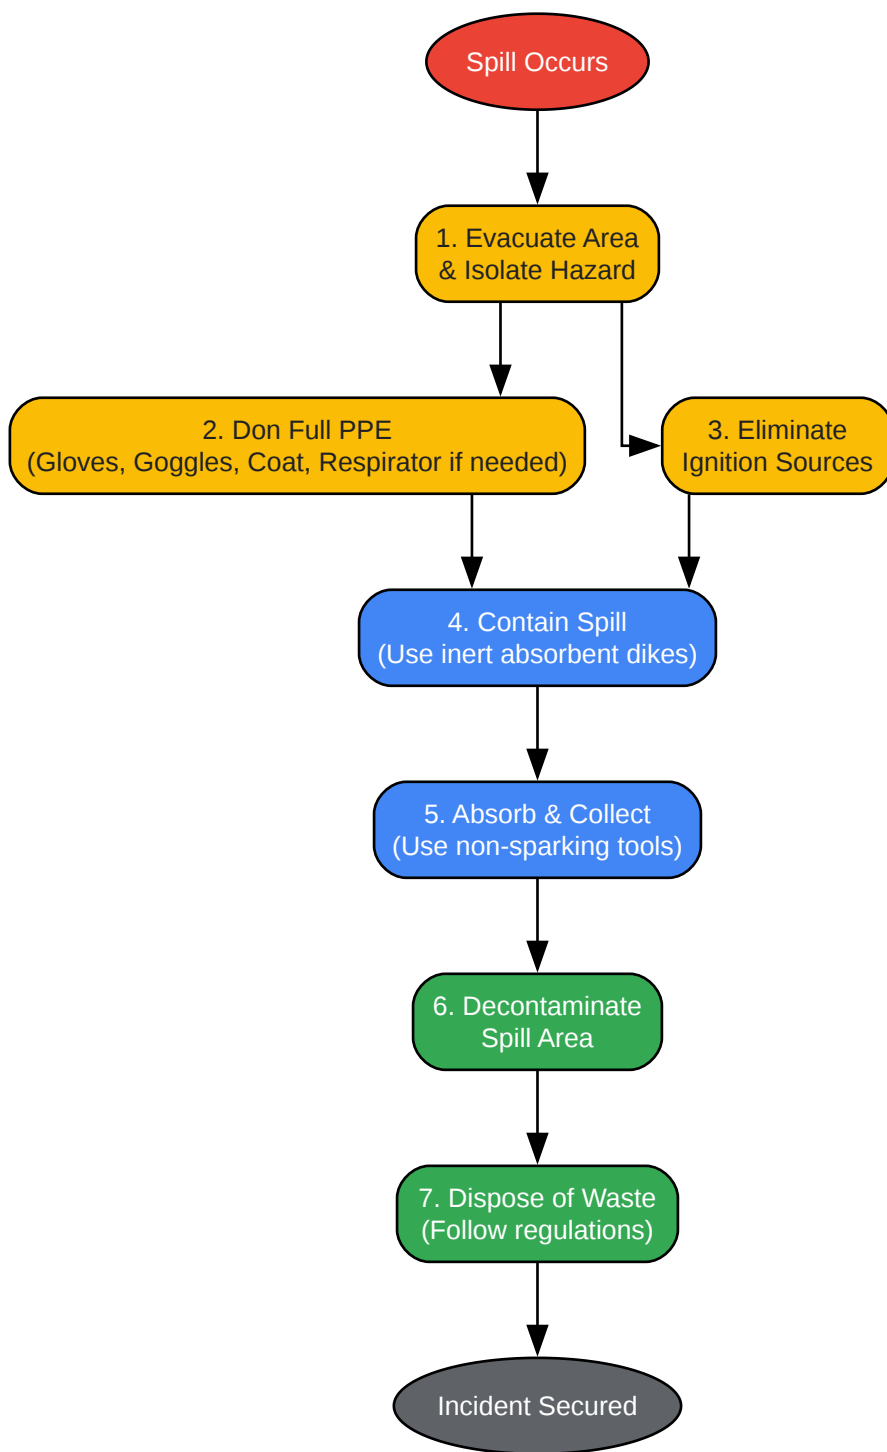 Spill Occurs
1. Evacuate Area
& Isolate Hazard
2. Don Full PPE
(Gloves, Goggles, Coat, Respirator if needed)
3. Eliminate
Ignition Sources
4. Contain Spill
(Use inert absorbent dikes)
5. Absorb & Collect
(Use non-sparking tools)
6. Decontaminate
Spill Area
7. Dispose of Waste
(Follow regulations)
Incident Secured